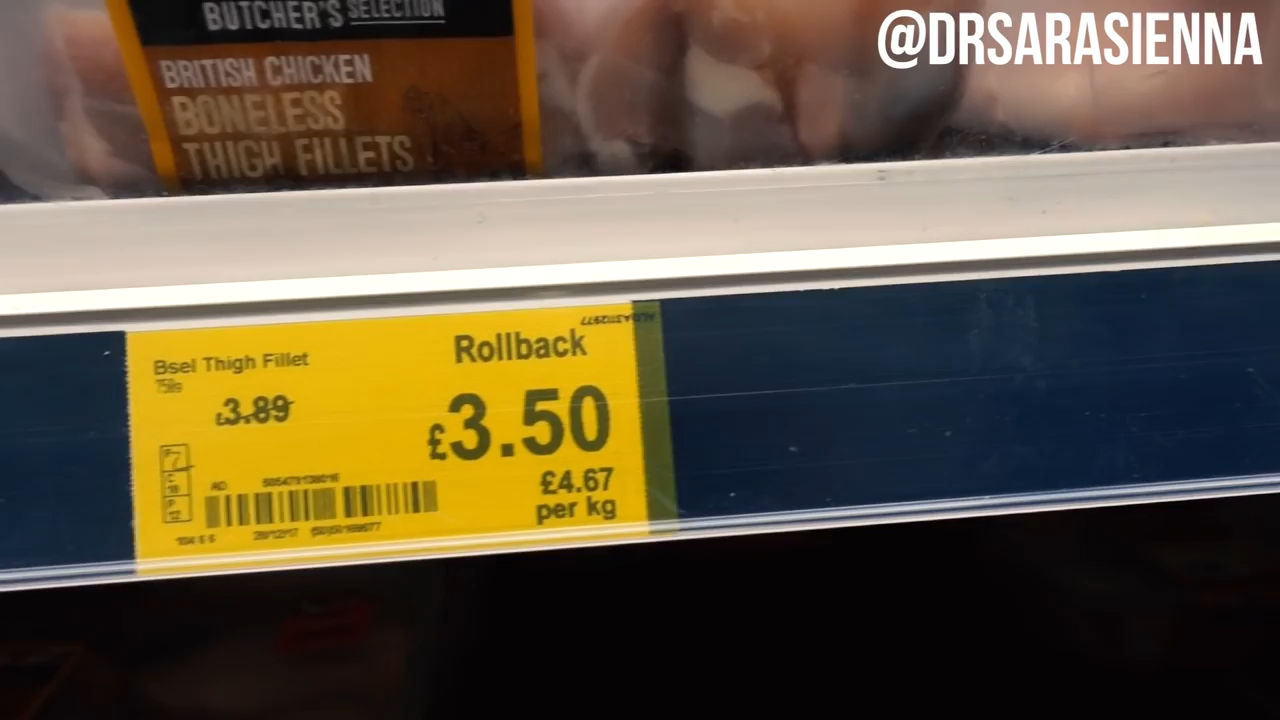 BUTCHER'S SELECTION
@DRSARASIENNA
BRITISH CHICKEN
BONELESS
THIGH FILLETS
Bsel Thigh Fillet
Rollback
£3.89
£3.50
£4.67
per kg
AD